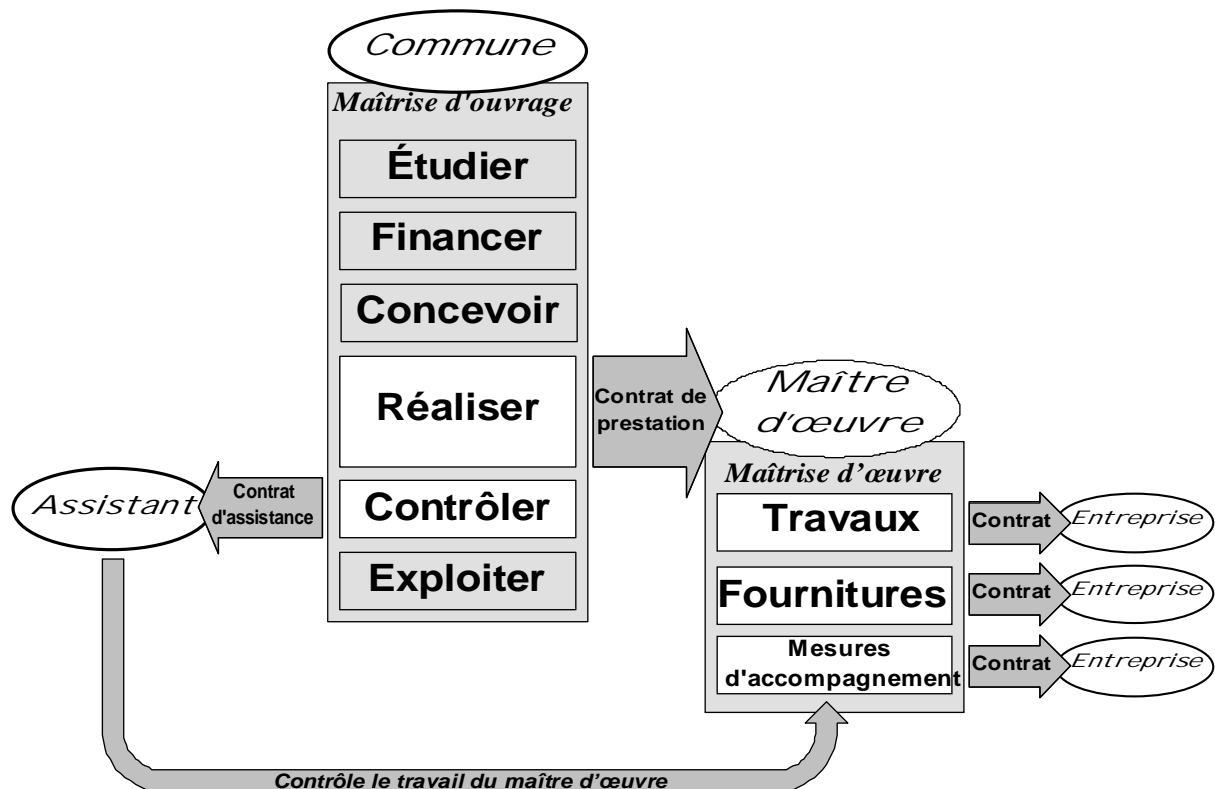 Commune
Maîtrise d'ouvrage
Étudier
Financer
Concevoir
Réaliser
Contrôler
Exploiter
Contrat de
prestation
Maître
d'œuvre
Maîtrise d’œuvre
Travaux
Fournitures
Mesures
d'accompagnement
Contrat
Entreprise
Contrat
Entreprise
Contrat
Entreprise
Contrat
d'assistance
Assistant
Contrôle le travail du maître d’œuvre